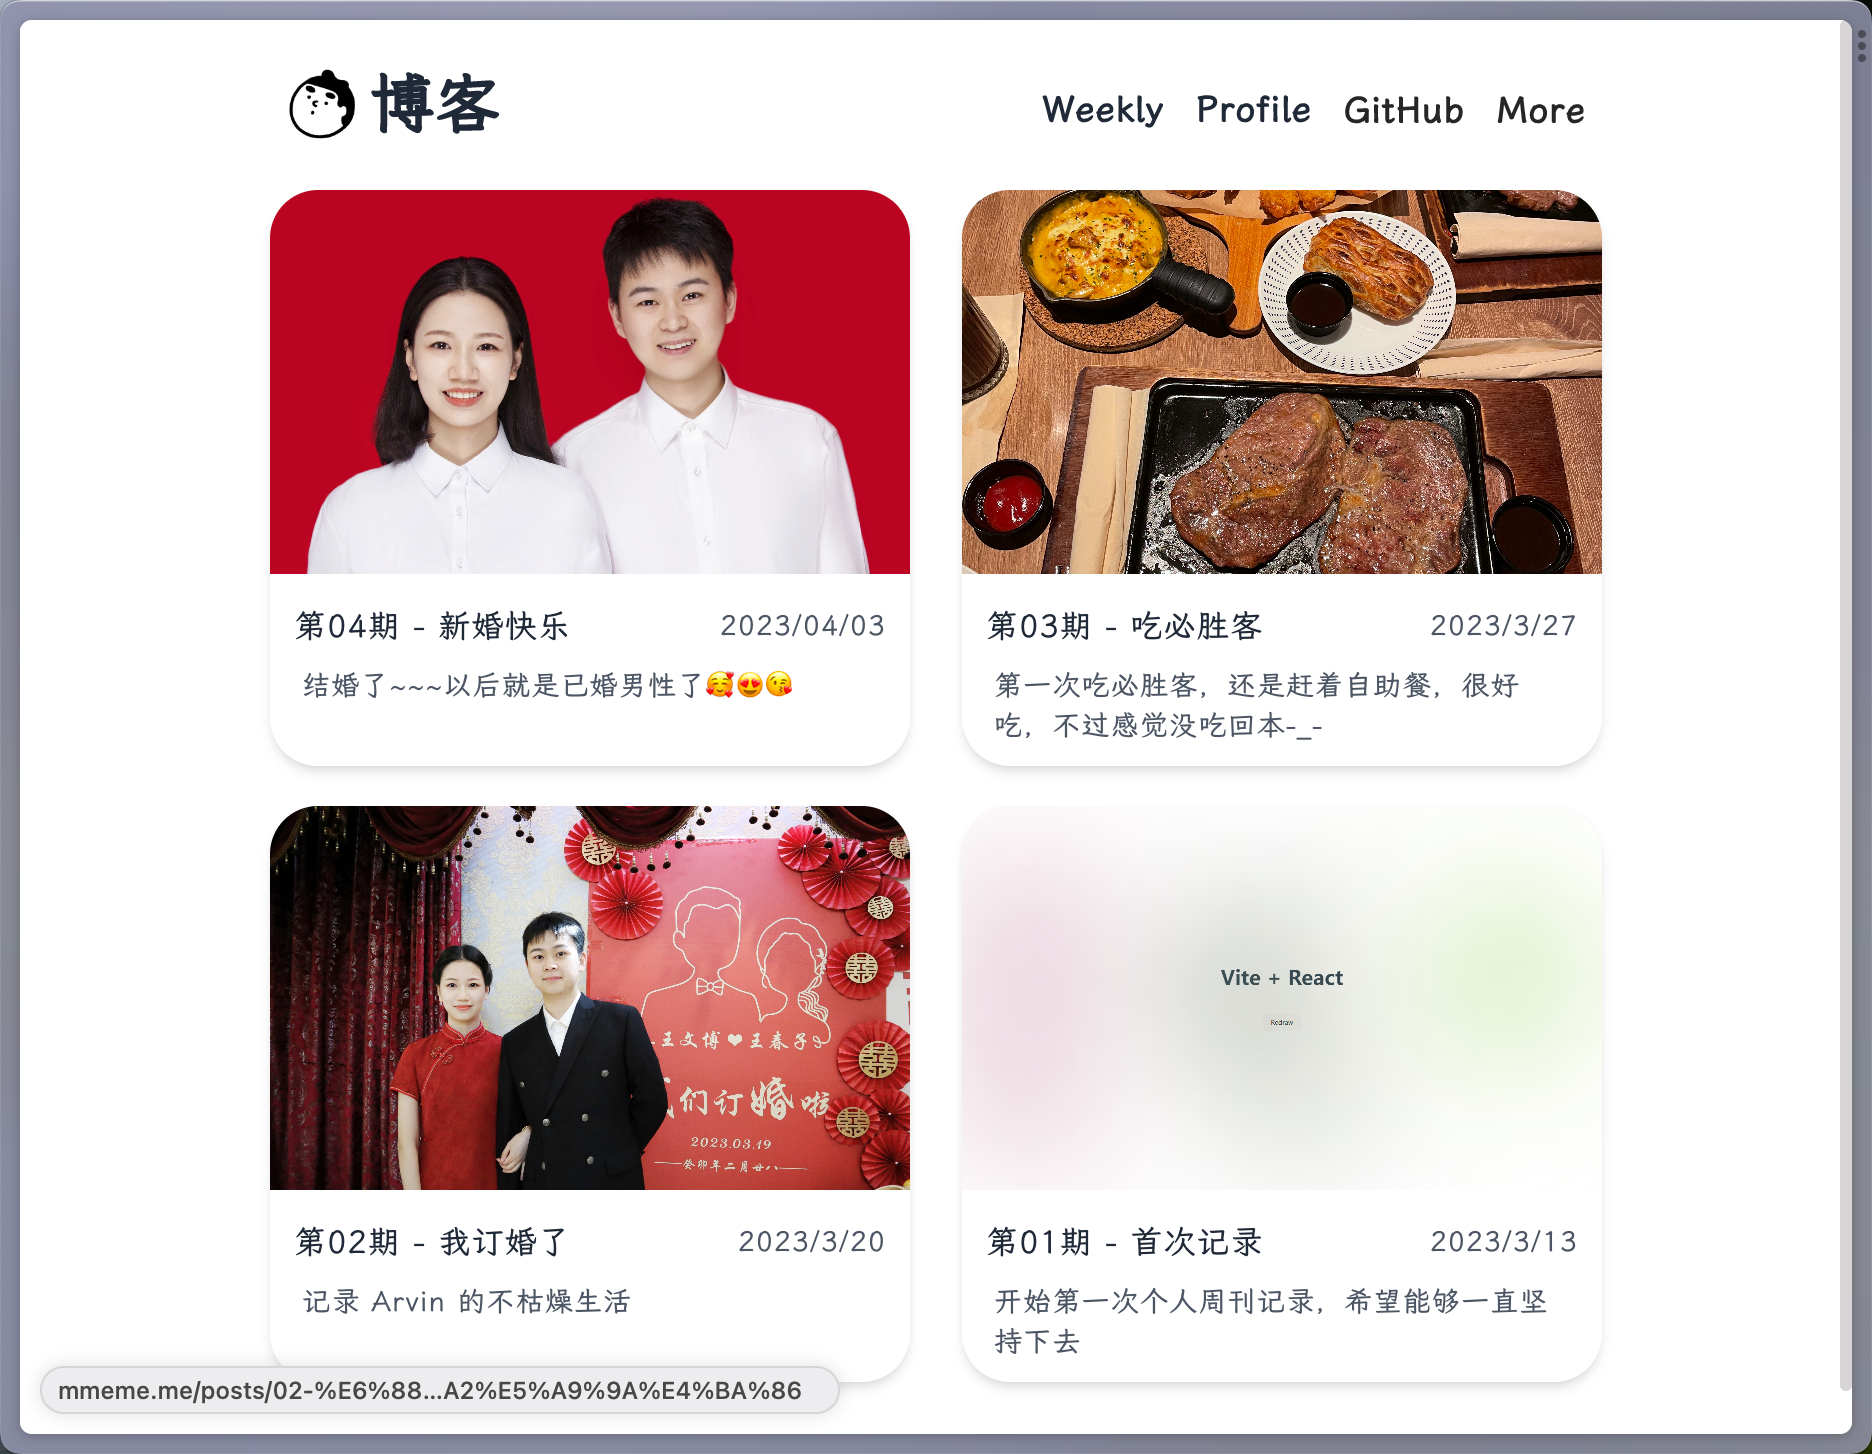 博客
Weekly Profile GitHub More
第04期 - 新婚快乐 2023/04/03
结婚了~~~以后就是已婚男性了🥰😍😘
第03期 - 吃必胜客 2023/3/27
第一次吃必胜客，还是赶着自助餐，很好
吃，不过感觉没吃回本-_-
囍
王文博❤王春子
们订婚啦
2023.03.19
癸卯年二月廿八
第02期 - 我订婚了 2023/3/20
记录 Arvin 的不枯燥生活
Vite + React
Redraw
第01期 - 首次记录 2023/3/13
开始第一次个人周刊记录，希望能够一直坚
持下去
mmeme.me/posts/02-%E6%88...A2%E5%A9%9A%E4%BA%86